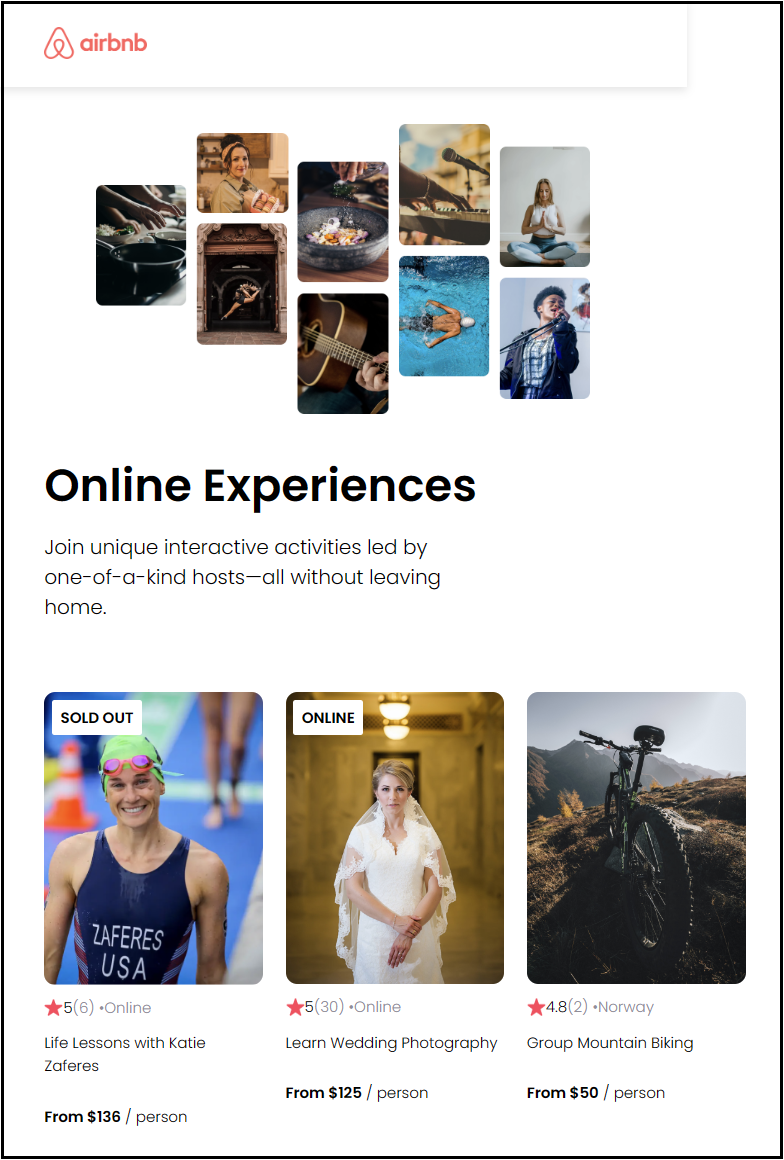 airbnb
Online Experiences
Join unique interactive activities led by
one-of-a-kind hosts—all without leaving
home.
SOLD OUT
ZAFERES
USA
5(6) •Online
Life Lessons with Katie
Zaferes
From $136 / person
ONLINE
5(30) •Online
Learn Wedding Photography
From $125 / person
4.8(2) •Norway
Group Mountain Biking
From $50 / person